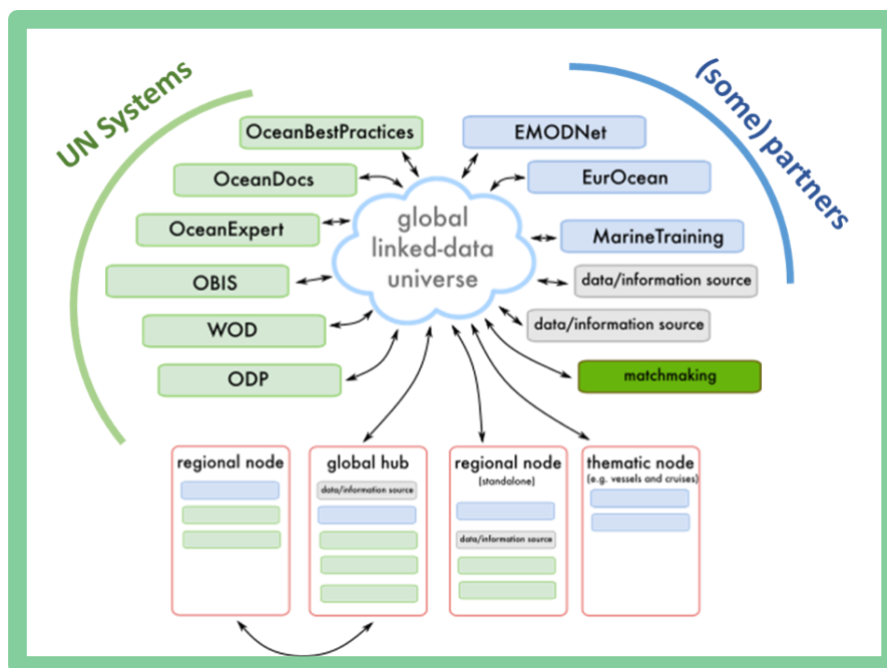 UN Systems
(some) partners
OceanBestPractices
OceanDocs
OceanExpert
OBIS
WOD
ODP
global
linked-data
universe
EMODNet
EurOcean
MarineTraining
data/information source
data/information source
matchmaking
regional node
global hub
data/information source
regional node
(standalone)
data/information source
thematic node
(e.g. vessels and cruises)